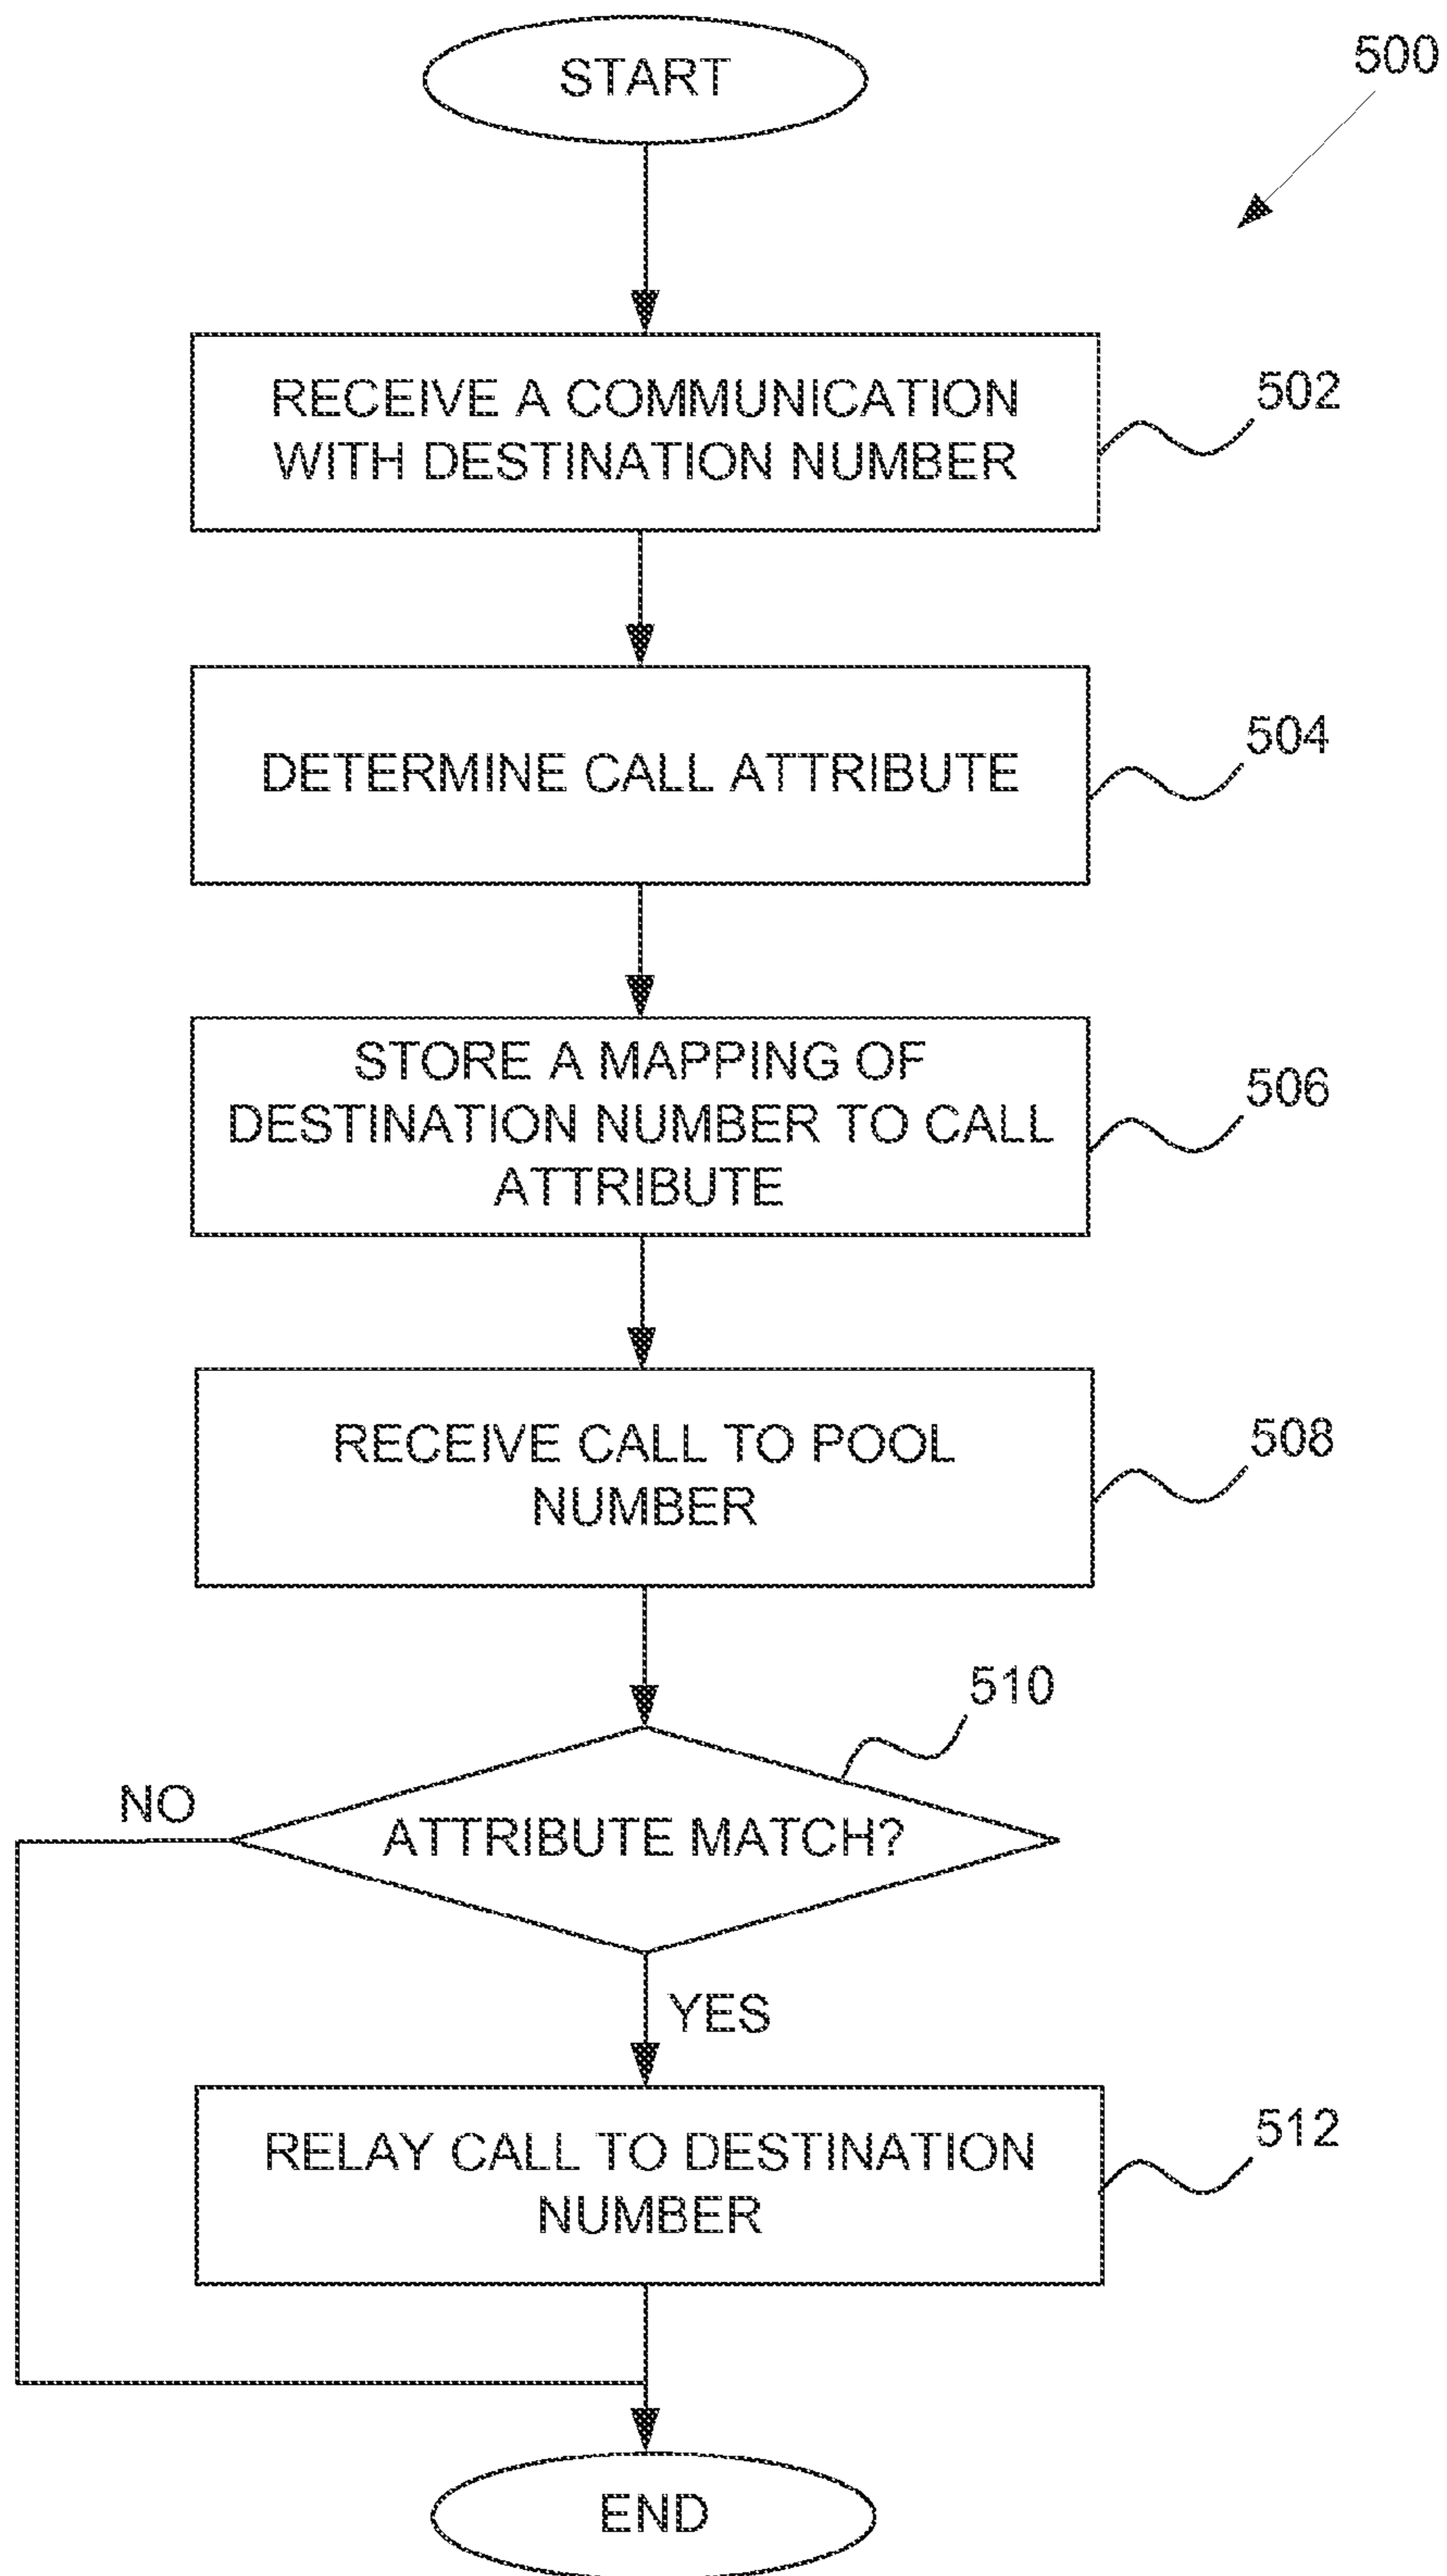 START
500
RECEIVE A COMMUNICATION
WITH DESTINATION NUMBER
502
DETERMINE CALL ATTRIBUTE
504
STORE A MAPPING OF
DESTINATION NUMBER TO CALL
ATTRIBUTE
506
RECEIVE CALL TO POOL
NUMBER
508
510
NO
ATTRIBUTE MATCH?
YES
RELAY CALL TO DESTINATION
NUMBER
512
END